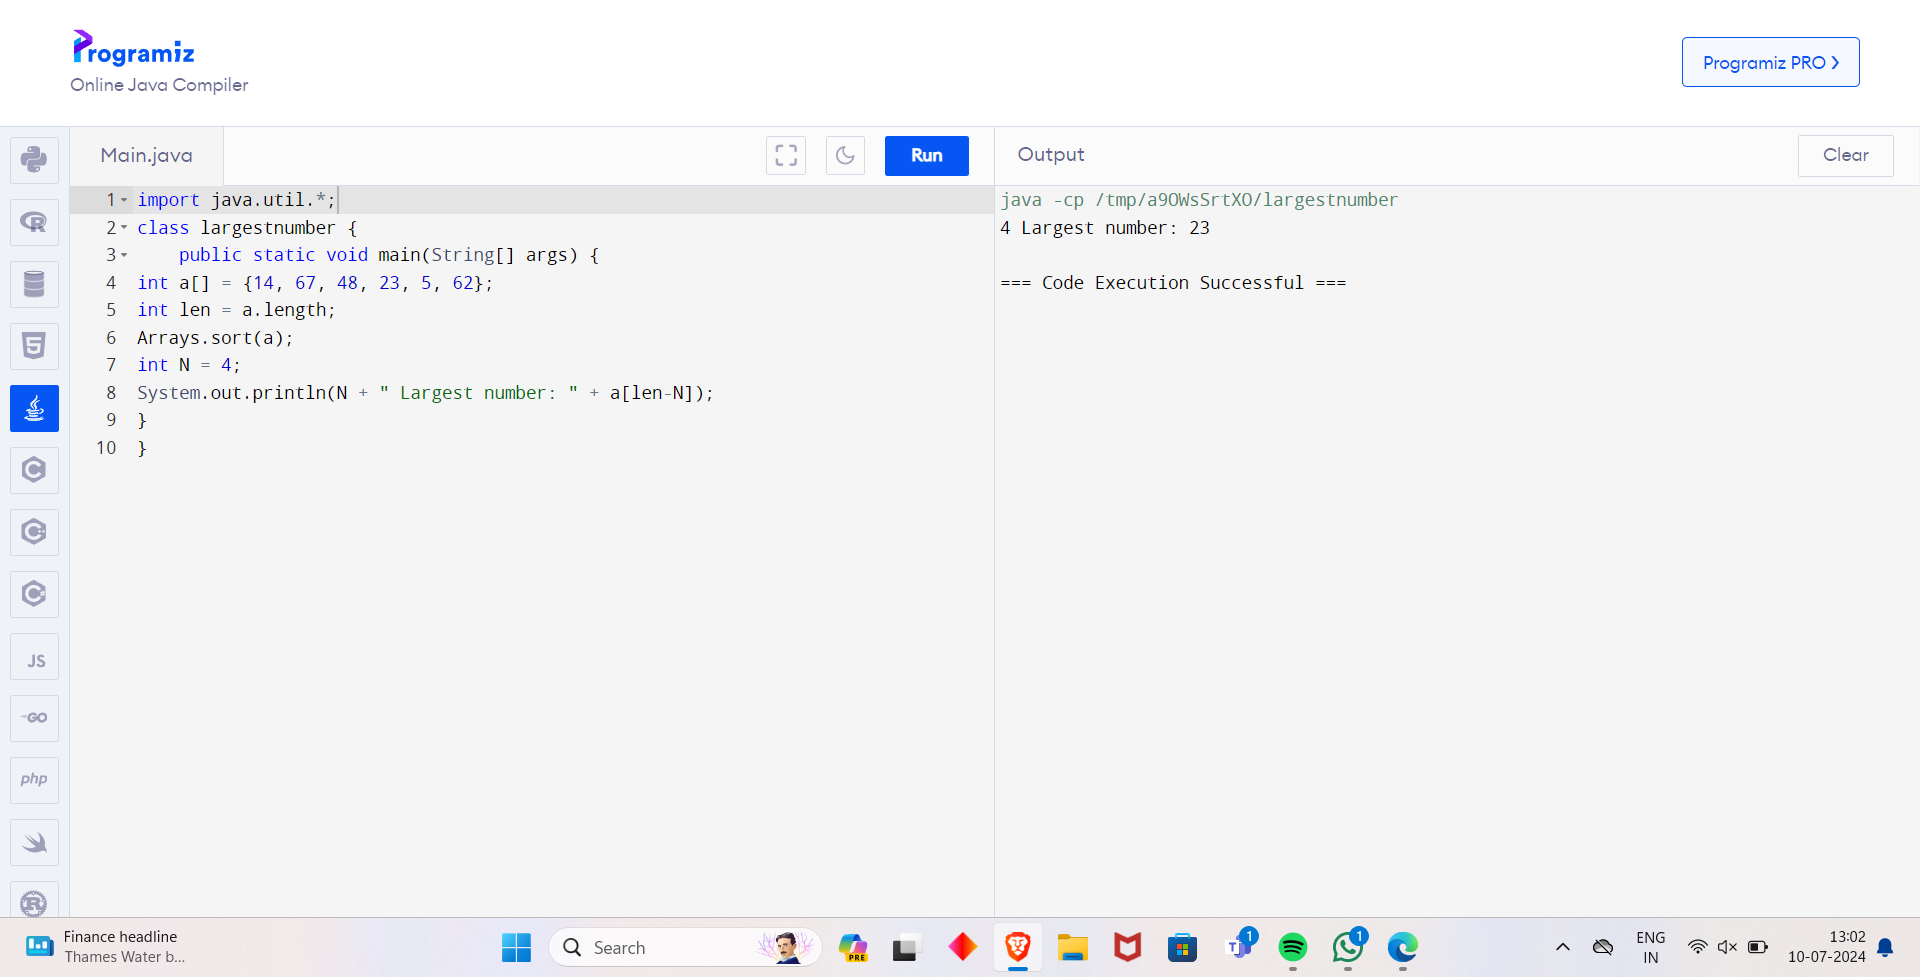 Programiz
Online Java Compiler
Programiz PRO >
Main.java
Run
Output
Clear
1 import java.util.*;
2 class largestnumber {
3 public static void main(String[] args) {
4 int a[] = {14, 67, 48, 23, 5, 62};
5 int len = a.length;
6 Arrays.sort(a);
7 int N = 4;
8 System.out.println(N + " Largest number: " + a[len-N]);
9 }
10 }
java -cp /tmp/a9OWsSrtXO/largestnumber
4 Largest number: 23
=== Code Execution Successful ===
R
5
C
C
C
JS
GO
php
R
Finance headline
Thames Water b...
Search
PRE
T
1
1
ENG
IN
13:02
10-07-2024